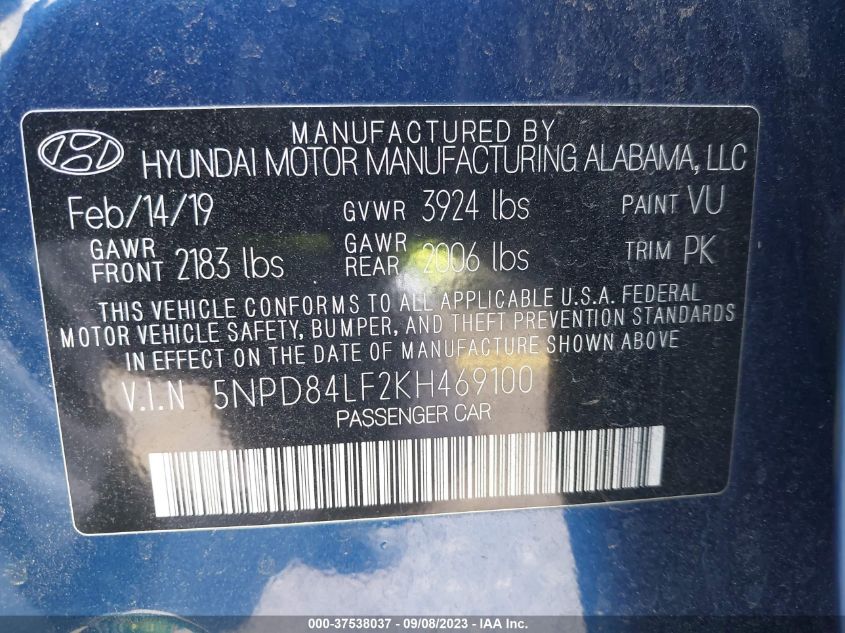 MANUFACTURED BY
HYUNDAI MOTOR MANUFACTURING ALABAMA, LLC
Feb/14/19 GVWR 3924 lbs PAINT VU
GAWR FRONT 2183 lbs GAWR REAR 2006 lbs TRIM PK
THIS VEHICLE CONFORMS TO ALL APPLICABLE U.S.A. FEDERAL
MOTOR VEHICLE SAFETY, BUMPER, AND THEFT PREVENTION STANDARDS
IN EFFECT ON THE DATE OF MANUFACTURE SHOWN ABOVE
V.I.N 5NPD84LF2KH469100
PASSENGER CAR
000-37538037 - 09/08/2023 - IAA Inc.